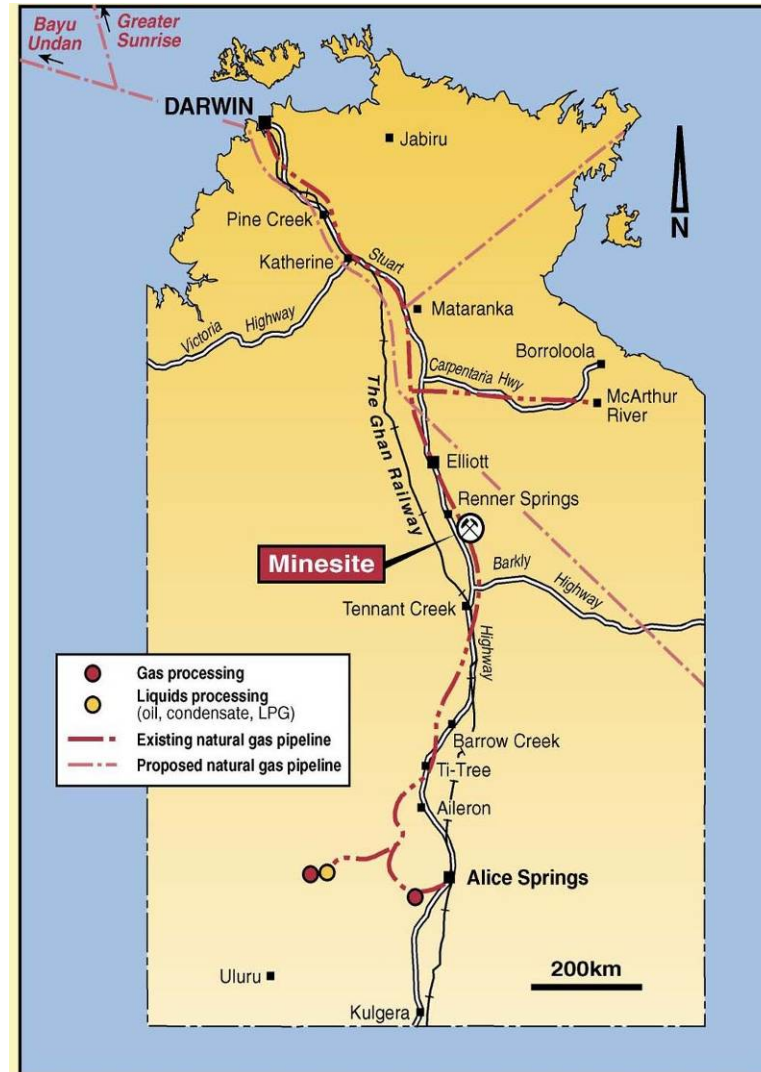 Greater
Sunrise
Bayu
Undan
DARWIN
Jabiru
N
Pine Creek
Katherine
Stuart
Mataranka
Victoria
Highway
Borroloola
Carpentaria Hwy
McArthur
River
The Ghan Railway
Elliott
Renner Springs
Minesite
Barkly
Highway
Tennant Creek
Highway
Gas processing
Liquids processing
(oil, condensate, LPG)
Existing natural gas pipeline
Proposed natural gas pipeline
Barrow Creek
Ti-Tree
Aileron
Alice Springs
Uluru
200km
Kulgera